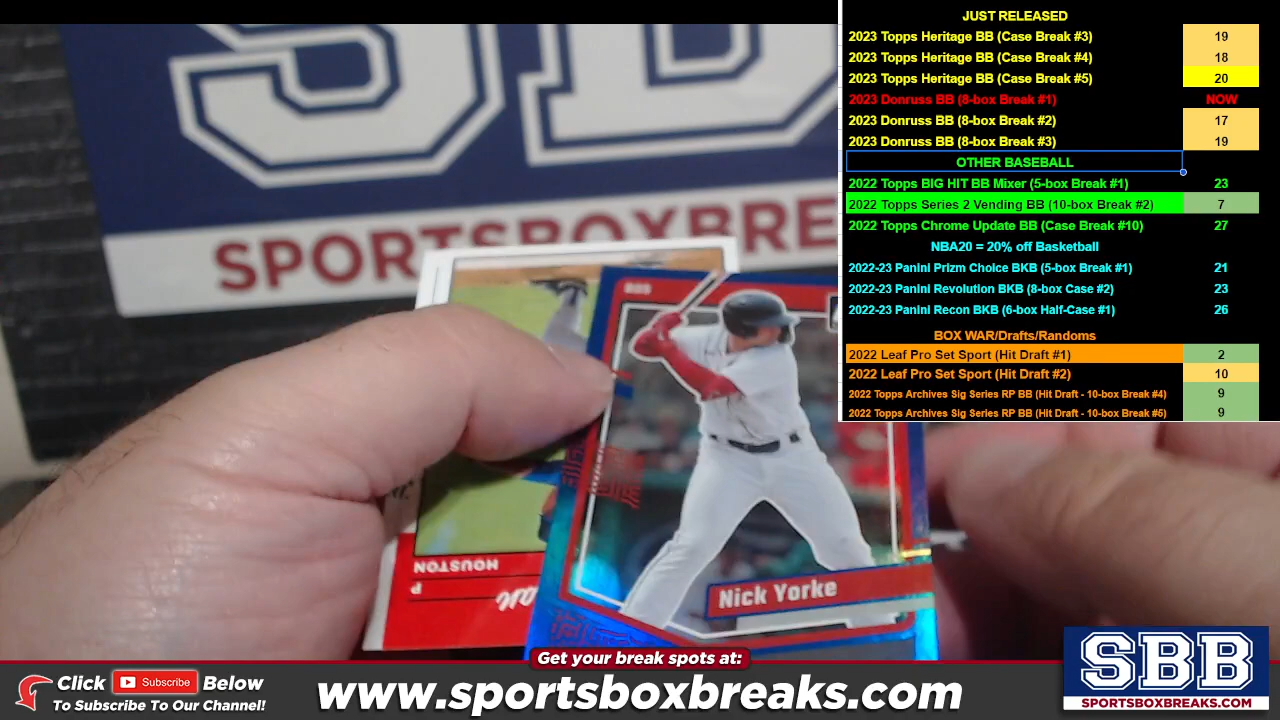 JUST RELEASED
2023 Topps Heritage BB (Case Break #3) 19
2023 Topps Heritage BB (Case Break #4) 18
2023 Topps Heritage BB (Case Break #5) 20
2023 Donruss BB (8-box Break #1) NOW
2023 Donruss BB (8-box Break #2) 17
2023 Donruss BB (8-box Break #3) 19
OTHER BASEBALL
2022 Topps BIG HIT BB Mixer (5-box Break #1) 23
2022 Topps Series 2 Vending BB (10-box Break #2) 7
2022 Topps Chrome Update BB (Case Break #10) 27
NBA20 = 20% off Basketball
2022-23 Panini Prizm Choice BKB (5-box Break #1) 21
2022-23 Panini Revolution BKB (8-box Case #2) 23
2022-23 Panini Recon BKB (6-box Half-Case #1) 26
BOX WAR/Drafts/Randoms
2022 Leaf Pro Set Sport (Hit Draft #1) 2
2022 Leaf Pro Set Sport (Hit Draft #2) 10
2022 Topps Archives Sig Series RP BB (Hit Draft - 10-box Break #4) 9
2022 Topps Archives Sig Series RP BB (Hit Draft - 10-box Break #5) 9
SB
SPORTSBOXBREA
HOUSTON
P
Nick Yorke
Get your break spots at:
Click Subscribe Below
To Subscribe To Our Channel!
www.sportsboxbreaks.com
SBB
SPORTSBOXBREAKS.COM